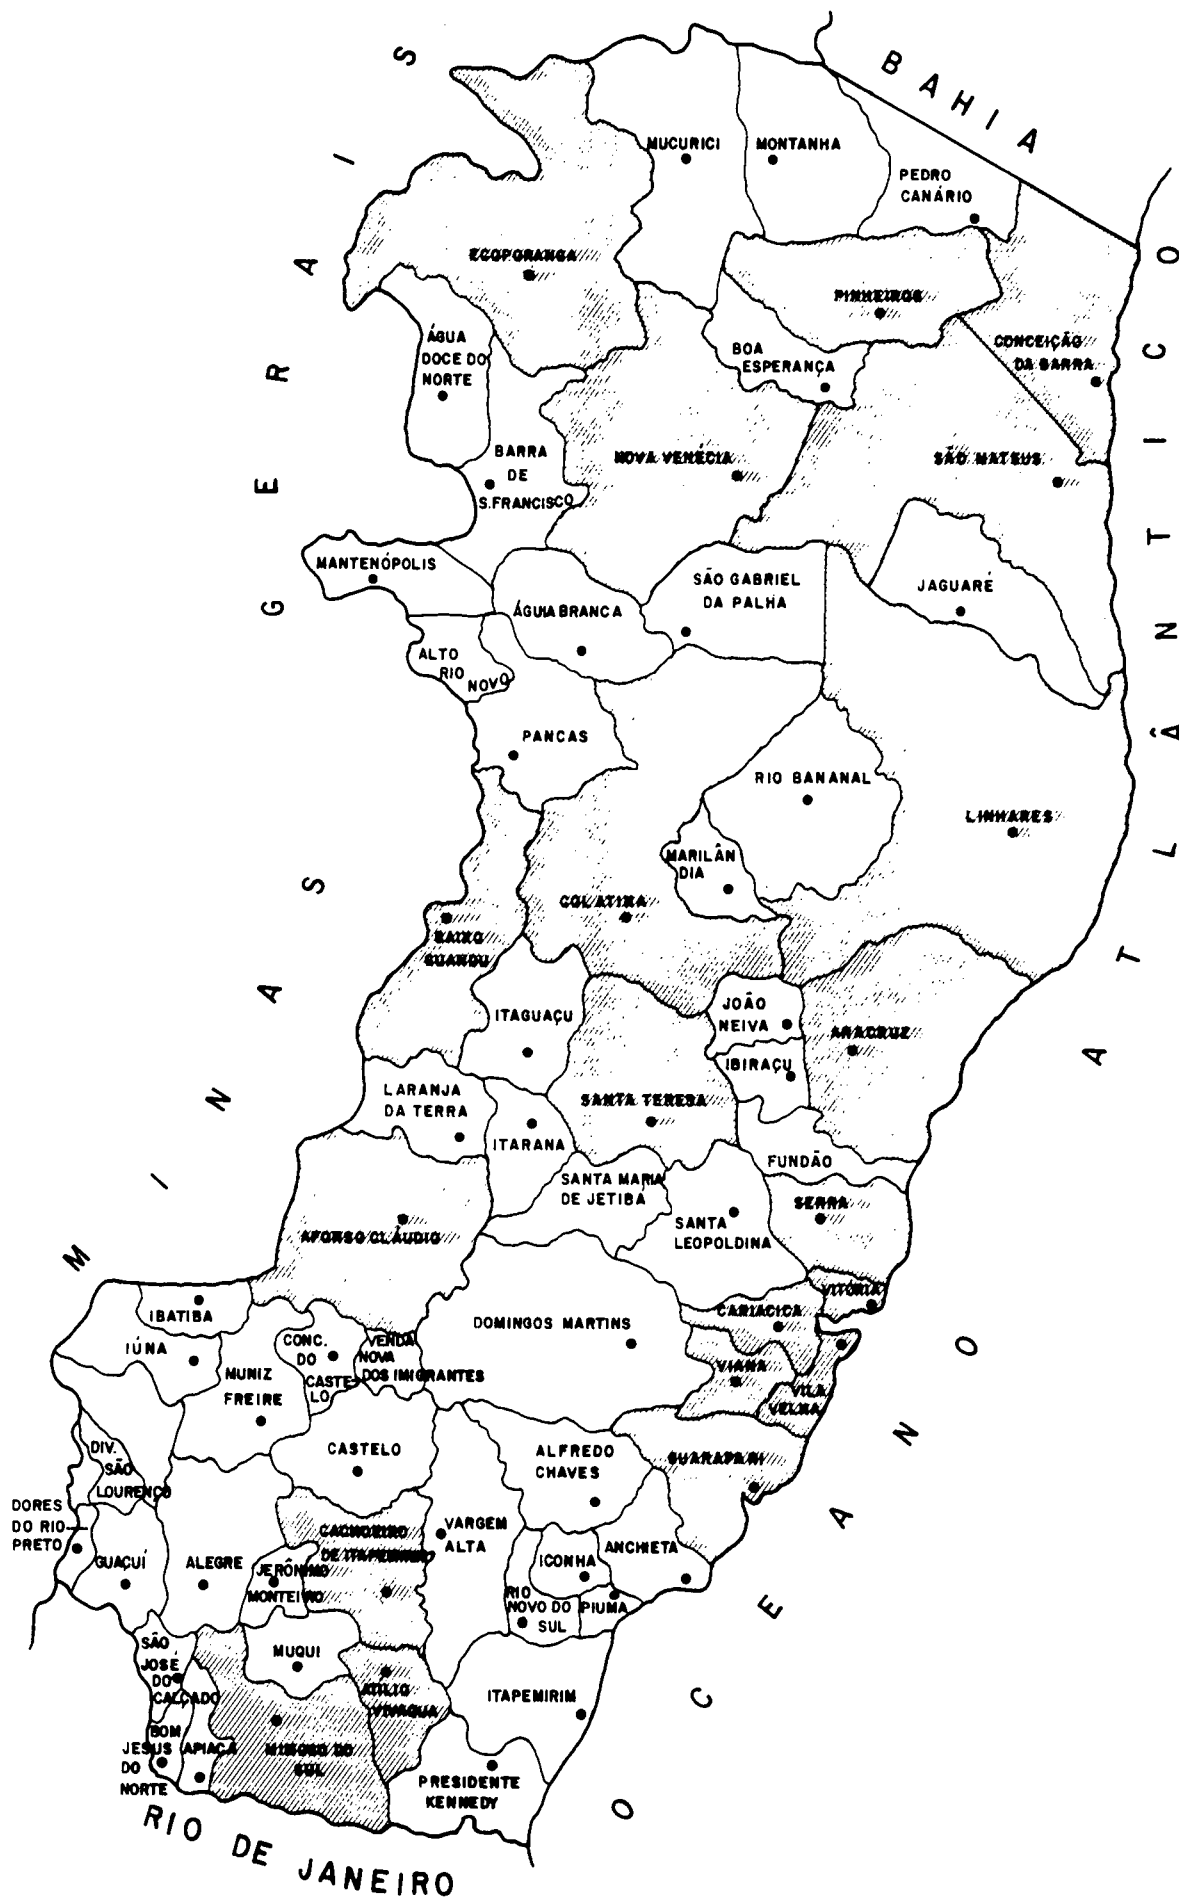 BAHIA
MINAS GERAIS
OCEANO ATLÂNTICO
RIO DE JANEIRO
MUCURICI
MONTANHA
PEDRO
CANÁRIO
ECOPORANGA
PINHEIROS
ÁGUA
DOCE DO
NORTE
BOA
ESPERANÇA
CONCEIÇÃO
DA BARRA
BARRA
DE
S.FRANCISCO
NOVA VENÉCIA
SÃO MATEUS
MANTENÓPOLIS
ÁGUIA BRANCA
SÃO GABRIEL
DA PALHA
JAGUARÉ
ALTO
RIO
NOVO
PANCAS
RIO BANANAL
LINHARES
MARILÂN
DIA
COLATINA
BAIXO
GUANDU
ITAGUAÇU
JOÃO
NEIVA
ARACRUZ
IBIRAÇU
LARANJA
DA TERRA
ITARANA
SANTA TERESA
FUNDÃO
SANTA MARIA
DE JETIBÁ
SANTA
LEOPOLDINA
SERRA
AFONSO CLÁUDIO
VITÓRIA
CARIACICA
IBATIBA
IÚNA
CONC.
DO
CASTE-
LO
VENDA
NOVA
DOS IMIGRANTES
DOMINGOS MARTINS
VIANA
VILA
VELHA
MUNIZ
FREIRE
CASTELO
ALFREDO
CHAVES
GUARAPARI
DIV.
SÃO
LOURENÇO
DORES
DO RIO
PRETO
GUAÇUÍ
ALEGRE
JERÔNIMO
MONTEIRO
CACHOEIRO
DE ITAPEMIRIM
VARGEM
ALTA
ICONHA
ANCHIETA
RIO
NOVO DO
SUL
PIUMA
SÃO
JOSÉ
DO
CALÇADO
MUQUI
ATILIO
VIVACQUA
ITAPEMIRIM
BOM
JESUS
DO
NORTE
APIACÁ
MIMOSO DO
SUL
PRESIDENTE
KENNEDY